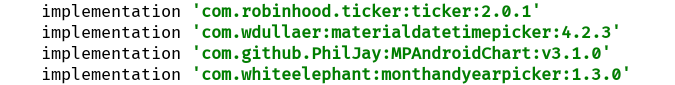 implementation 'com.robinhood.ticker:ticker:2.0.1'
implementation 'com.wdullaer:materialdatetimepicker:4.2.3'
implementation 'com.github.PhilJay:MPAndroidChart:v3.1.0'
implementation 'com.whiteelephant:monthandyearpicker:1.3.0'